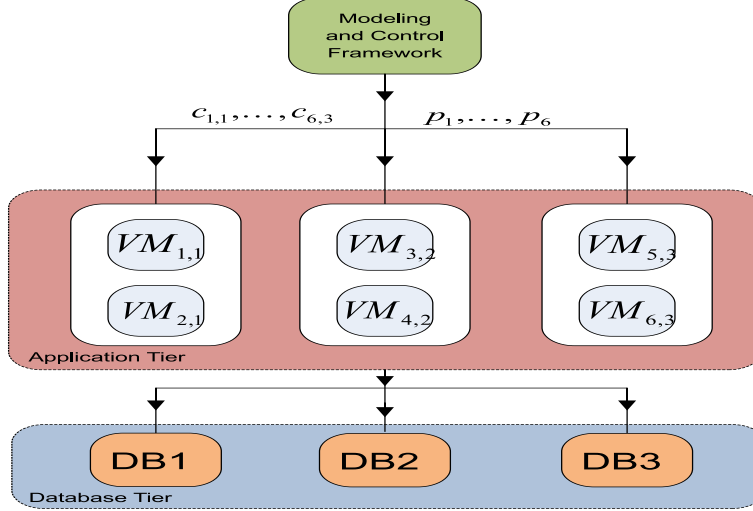 Modeling
and Control
Framework
c1,1,...,c6,3 p1,...,p6
VM1,1 VM3,2 VM5,3
VM2,1 VM4,2 VM6,3
Application Tier
DB1 DB2 DB3
Database Tier